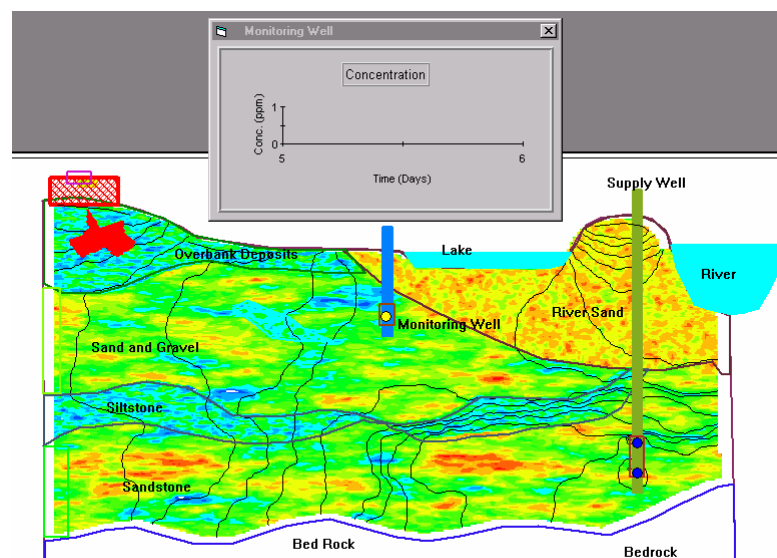 Monitoring Well
Concentration
Conc. (ppm)
1
0
5
6
Time (Days)
Supply Well
Overbank Deposits
Lake
River
River Sand
Monitoring Well
Sand and Gravel
Siltstone
Sandstone
Bed Rock
Bedrock